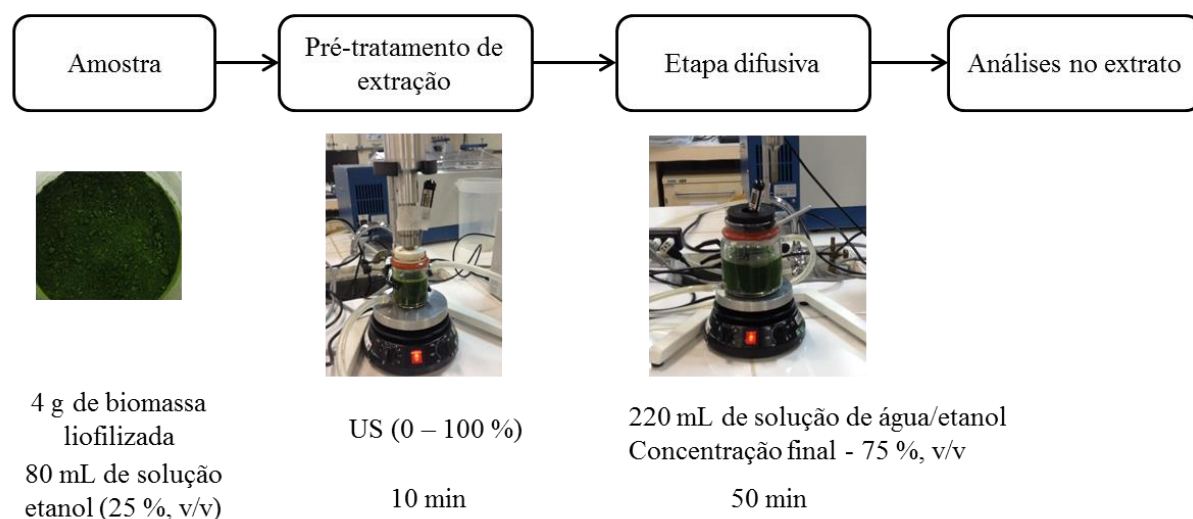 Amostra
Pré-tratamento de
extração
Etapa difusiva
Análises no extrato
4 g de biomassa
liofilizada
80 mL de solução
etanol (25 %, v/v)
US (0 – 100 %)
10 min
220 mL de solução de água/etanol
Concentração final - 75 %, v/v
50 min